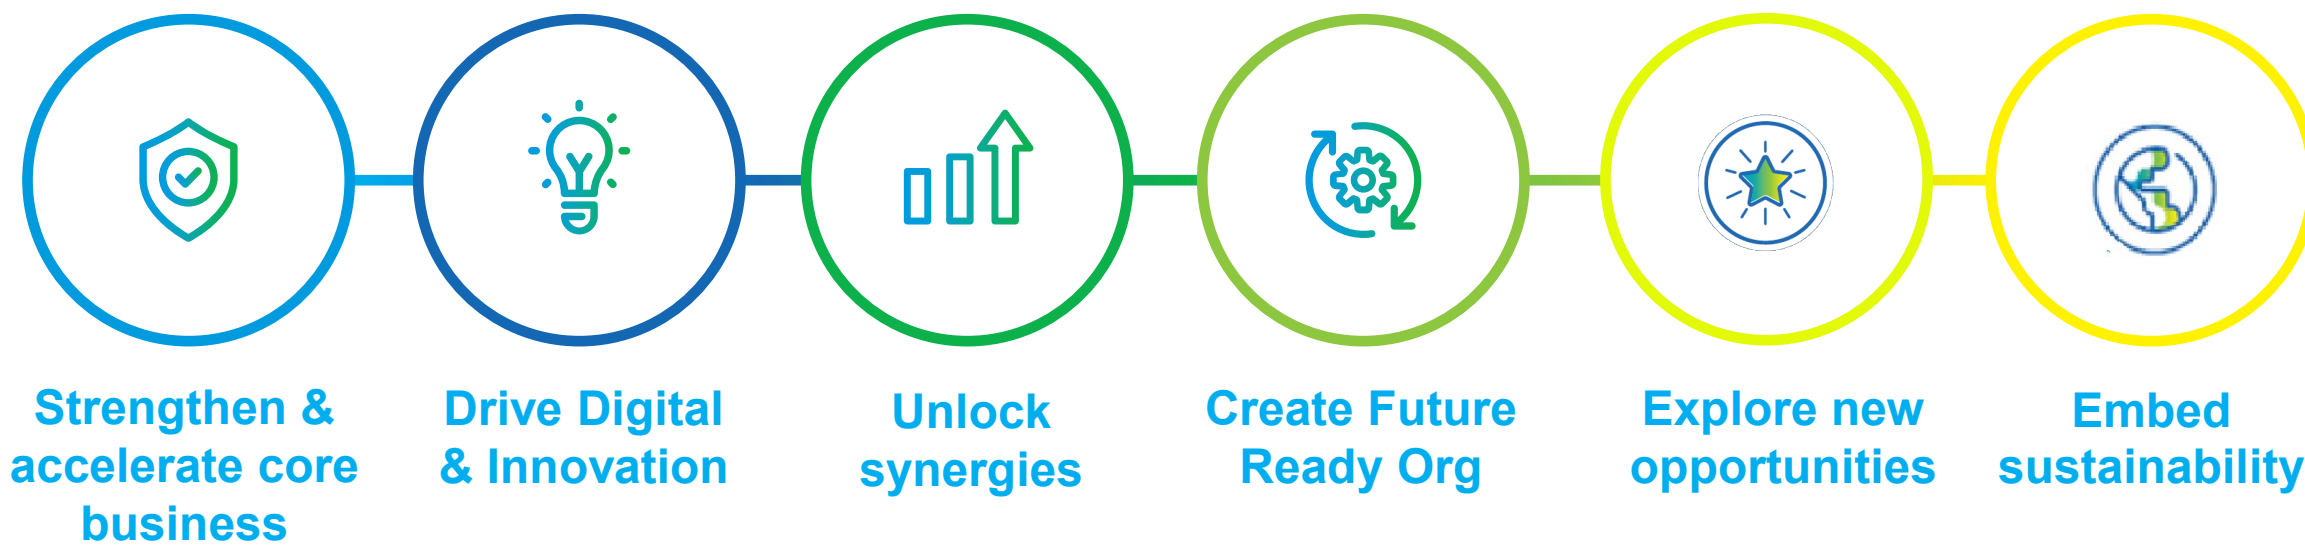 Strengthen &
accelerate core
business
Drive Digital
& Innovation
Unlock
synergies
Create Future
Ready Org
Explore new
opportunities
Embed
sustainability